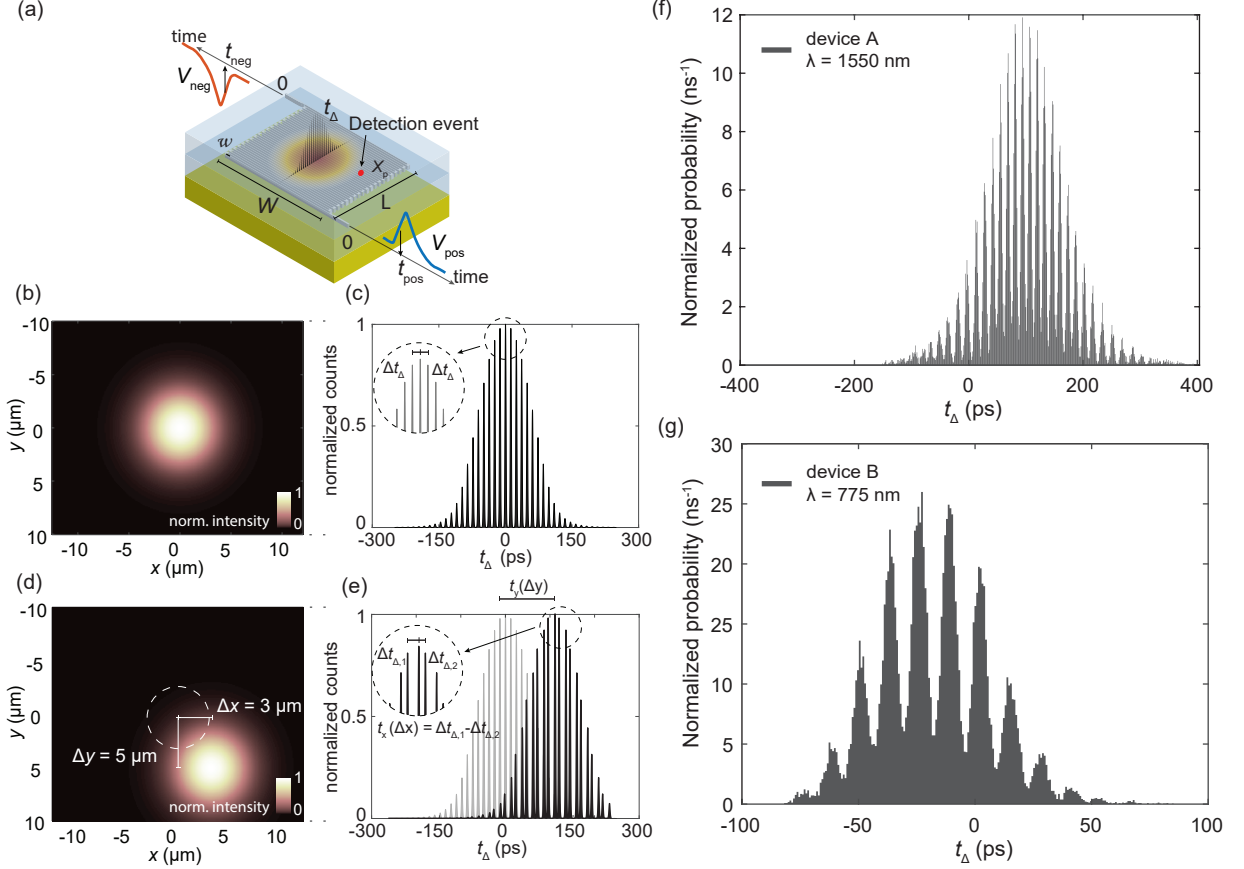 (a)
time
t_neg
V_neg
0
t_Δ
Detection event
w
X_p
W
L
0
V_pos
t_pos
time
(b)
-10
-5
0
5
10
y (µm)
-10
-5
0
5
10
x (µm)
norm. intensity
1
0
(c)
1
0.5
0
normalized counts
Δt_Δ
Δt_Δ
-300
-150
0
150
300
t_Δ (ps)
(d)
-10
-5
0
5
10
y (µm)
Δx = 3 µm
Δy = 5 µm
-10
-5
0
5
10
x (µm)
norm. intensity
1
0
(e)
t_y(Δy)
1
0.5
0
normalized counts
Δt_Δ,1
Δt_Δ,2
t_x(Δx) = Δt_Δ,1-Δt_Δ,2
-300
-150
0
150
300
t_Δ (ps)
(f)
12
10
8
6
4
2
0
Normalized probability (ns⁻¹)
device A
λ = 1550 nm
-400
-200
0
200
400
t_Δ (ps)
(g)
30
25
20
15
10
5
0
Normalized probability (ns⁻¹)
device B
λ = 775 nm
-100
-50
0
50
100
t_Δ (ps)